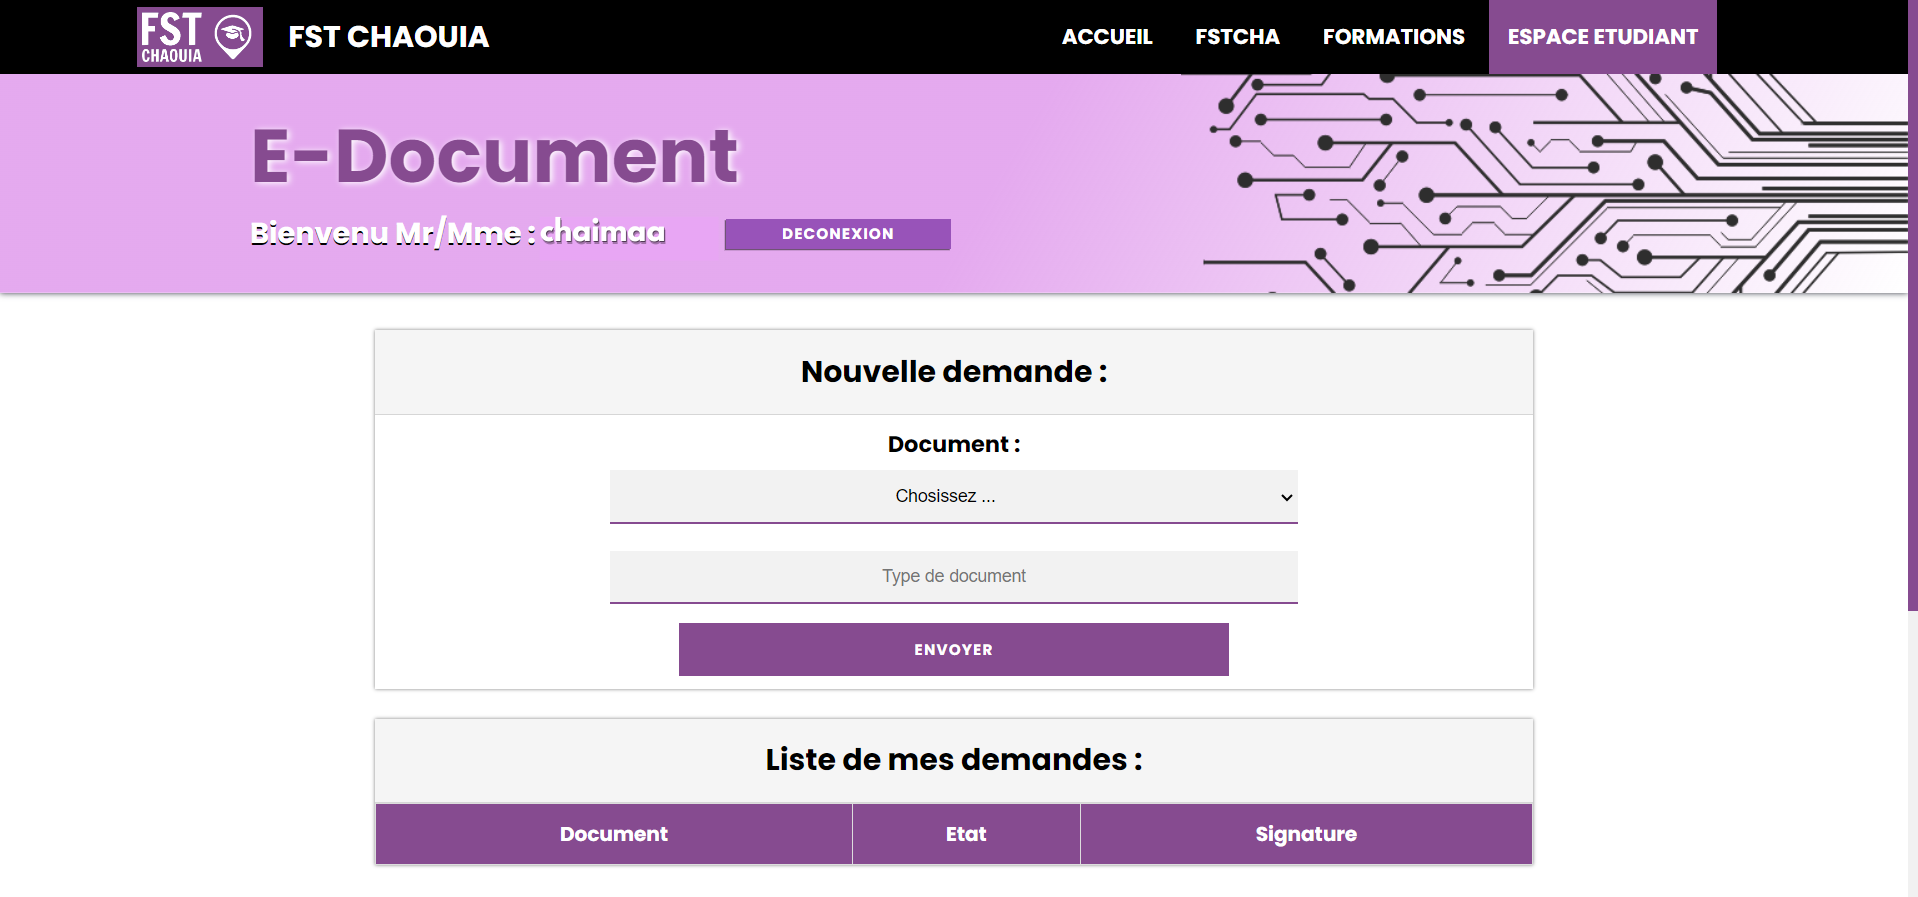 FST
CHAOUIA
FST CHAOUIA
ACCUEIL
FSTCHA
FORMATIONS
ESPACE ETUDIANT
E-Document
Bienvenu Mr/Mme : chaimaa
DECONEXION
Nouvelle demande :
Document :
Chosissez ...
Type de document
ENVOYER
Liste de mes demandes :
Document
Etat
Signature